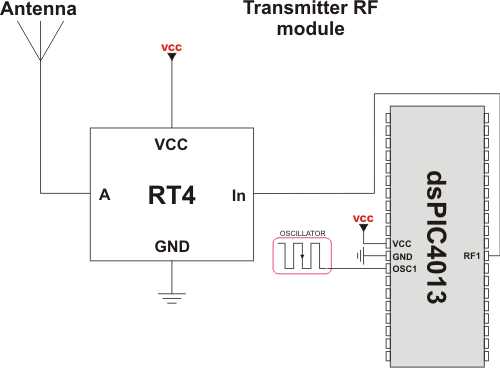 Antenna
Transmitter RF
module
vcc
VCC
A
RT4
In
GND
OSCILLATOR
vcc
VCC
GND
OSC1
RF1
dsPIC4013